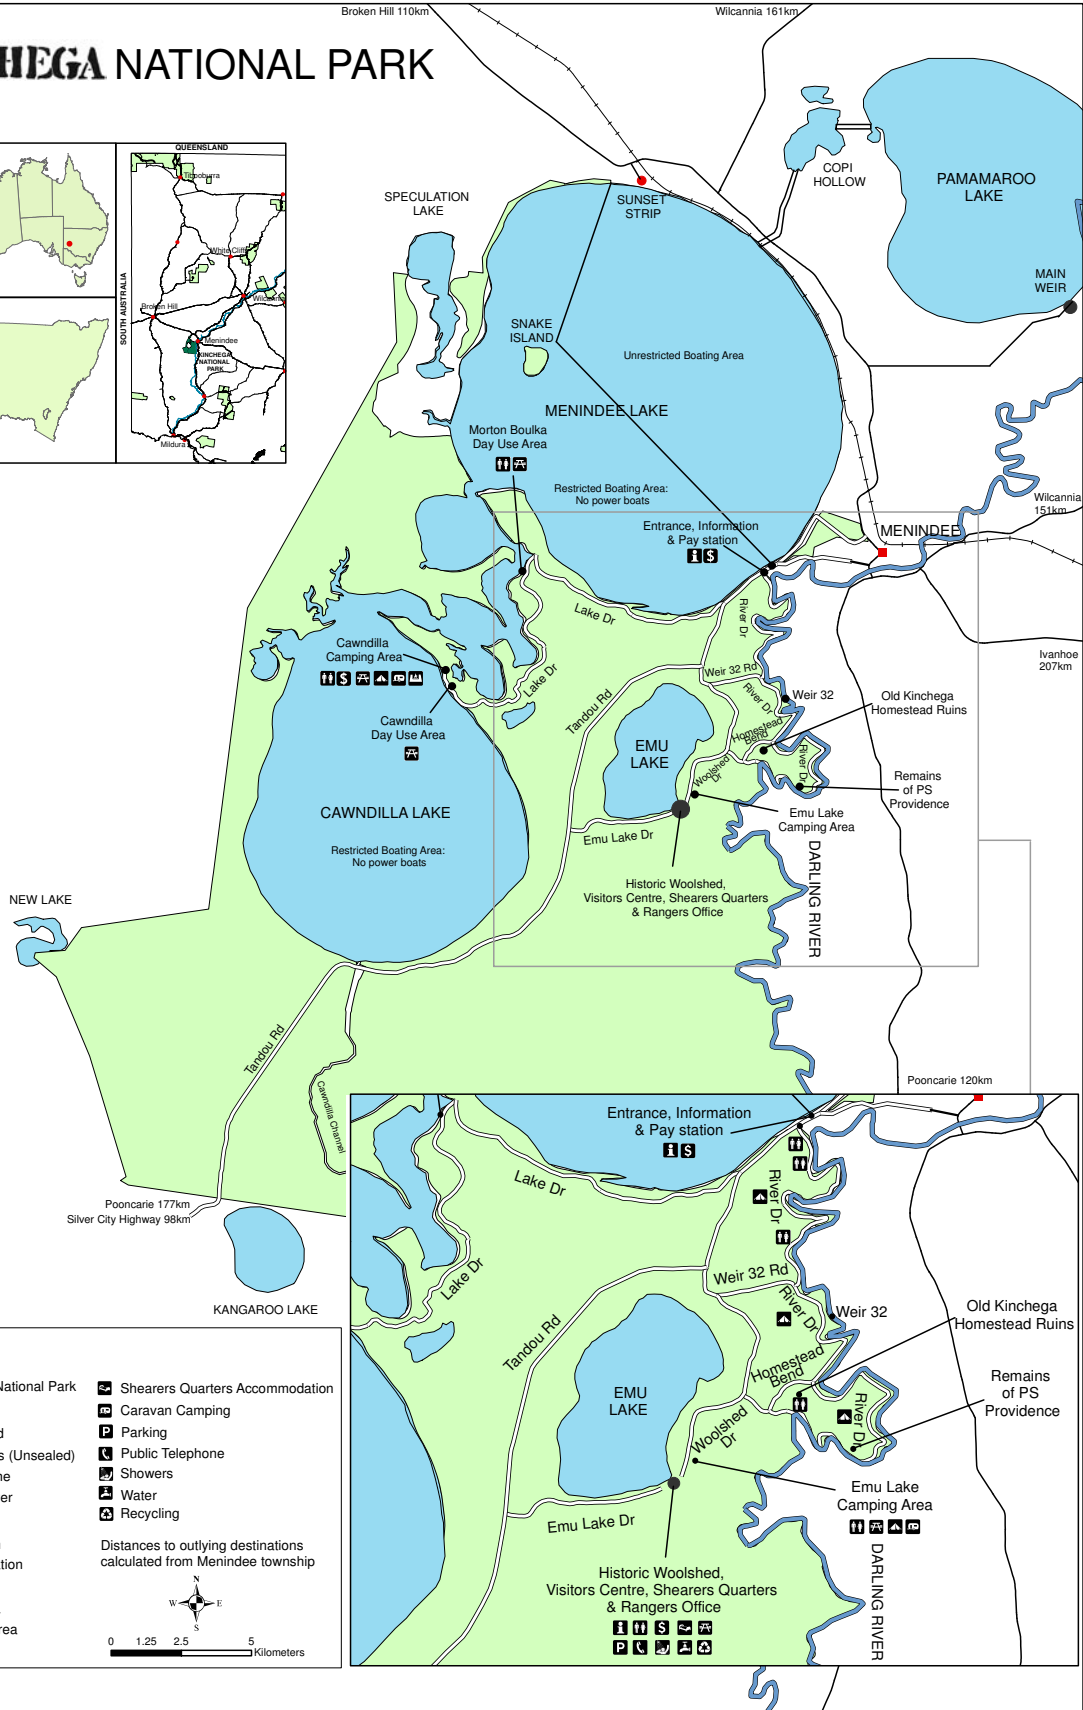 Broken Hill 110km
Wilcannia 161km
HEGA NATIONAL PARK
QUEENSLAND
SOUTH AUSTRALIA
Tibooburra
White Cliffs
Wilcannia
Broken Hill
Menindee
KINCHEGA
NATIONAL
PARK
Mildura
SPECULATION
LAKE
SUNSET
STRIP
COPI
HOLLOW
PAMAMAROO
LAKE
MAIN
WEIR
SNAKE
ISLAND
Unrestricted Boating Area
MENINDEE LAKE
Morton Boulka
Day Use Area
Restricted Boating Area:
No power boats
Entrance, Information
& Pay station
MENINDEE
Wilcannia
151km
Ivanhoe
207km
Lake Dr
River Dr
Cawndilla
Camping Area
Lake Dr
Tandou Rd
Weir 32 Rd
River Dr
Weir 32
Old Kinchega
Homestead Ruins
Cawndilla
Day Use Area
EMU
LAKE
Homestead
Bend
Woolshed
Dr
River Dr
Remains
of PS
Providence
CAWNDILLA LAKE
Restricted Boating Area:
No power boats
Emu Lake Dr
Emu Lake
Camping Area
DARLING RIVER
Historic Woolshed,
Visitors Centre, Shearers Quarters
& Rangers Office
NEW LAKE
Tandou Rd
Cawndilla Channel
Pooncarie 120km
Pooncarie 177km
Silver City Highway 98km
KANGAROO LAKE
Entrance, Information
& Pay station
Lake Dr
River Dr
Lake Dr
Weir 32 Rd
River Dr
Weir 32
Tandou Rd
Old Kinchega
Homestead Ruins
Homestead
Bend
EMU
LAKE
Woolshed
Dr
River Dr
Remains
of PS
Providence
Emu Lake Dr
Emu Lake
Camping Area
DARLING RIVER
Historic Woolshed,
Visitors Centre, Shearers Quarters
& Rangers Office
National Park
d
s (Unsealed)
ne
er
tion
rea
Shearers Quarters Accommodation
Caravan Camping
P Parking
Public Telephone
Showers
Water
Recycling
Distances to outlying destinations
calculated from Menindee township
N
W E
S
0 1.25 2.5 5
Kilometers